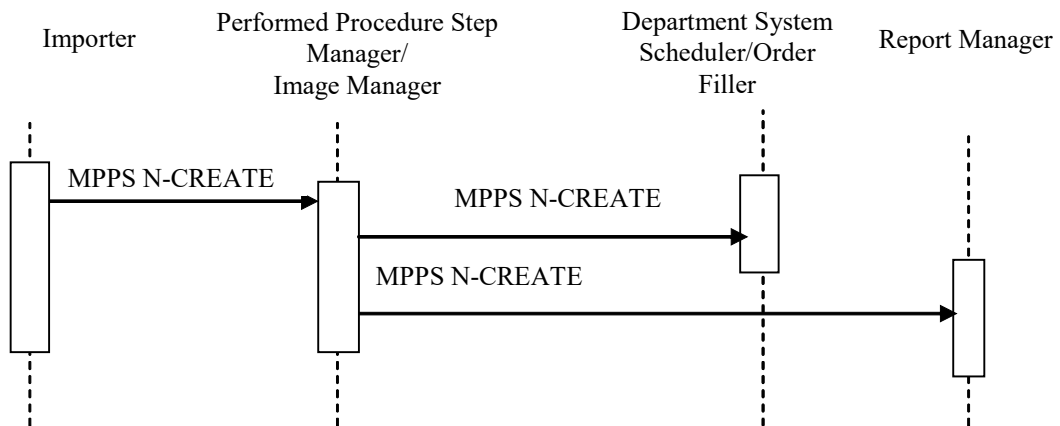 Importer
Performed Procedure Step
Manager/
Image Manager
Department System
Scheduler/Order
Filler
Report Manager
MPPS N-CREATE
MPPS N-CREATE
MPPS N-CREATE